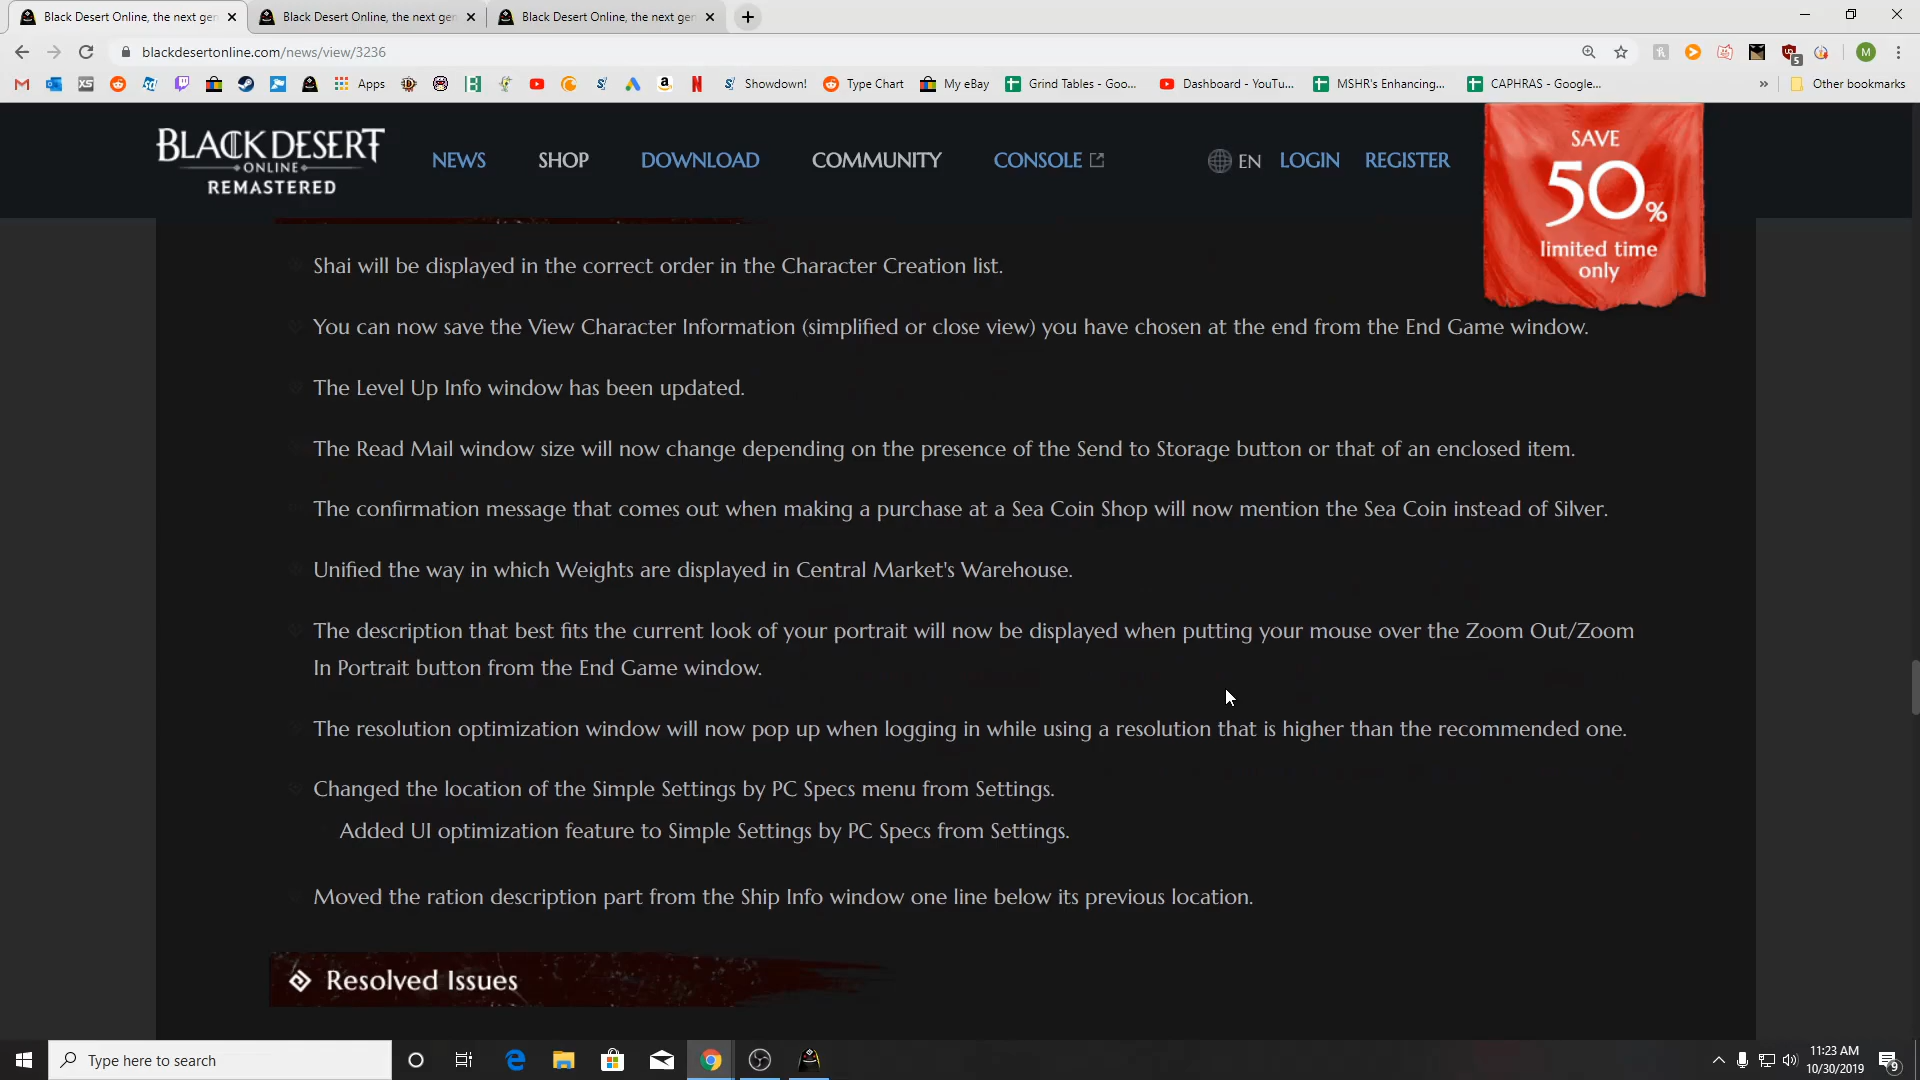 Black Desert Online, the next gen
Black Desert Online, the next gen
Black Desert Online, the next gen
blackdesertonline.com/news/view/3236
M
5
Apps
Showdown!
Type Chart
My eBay
Grind Tables - Goo...
Dashboard - YouTu...
MSHR's Enhancing...
CAPHRAS - Google...
»
Other bookmarks
BLACK DESERT
ONLINE
REMASTERED
NEWS
SHOP
DOWNLOAD
COMMUNITY
CONSOLE
EN
LOGIN
REGISTER
SAVE
50%
limited time
only
Shai will be displayed in the correct order in the Character Creation list.
You can now save the View Character Information (simplified or close view) you have chosen at the end from the End Game window.
The Level Up Info window has been updated.
The Read Mail window size will now change depending on the presence of the Send to Storage button or that of an enclosed item.
The confirmation message that comes out when making a purchase at a Sea Coin Shop will now mention the Sea Coin instead of Silver.
Unified the way in which Weights are displayed in Central Market's Warehouse.
The description that best fits the current look of your portrait will now be displayed when putting your mouse over the Zoom Out/Zoom
In Portrait button from the End Game window.
The resolution optimization window will now pop up when logging in while using a resolution that is higher than the recommended one.
Changed the location of the Simple Settings by PC Specs menu from Settings.
Added UI optimization feature to Simple Settings by PC Specs from Settings.
Moved the ration description part from the Ship Info window one line below its previous location.
Resolved Issues
Type here to search
11:23 AM
10/30/2019
9